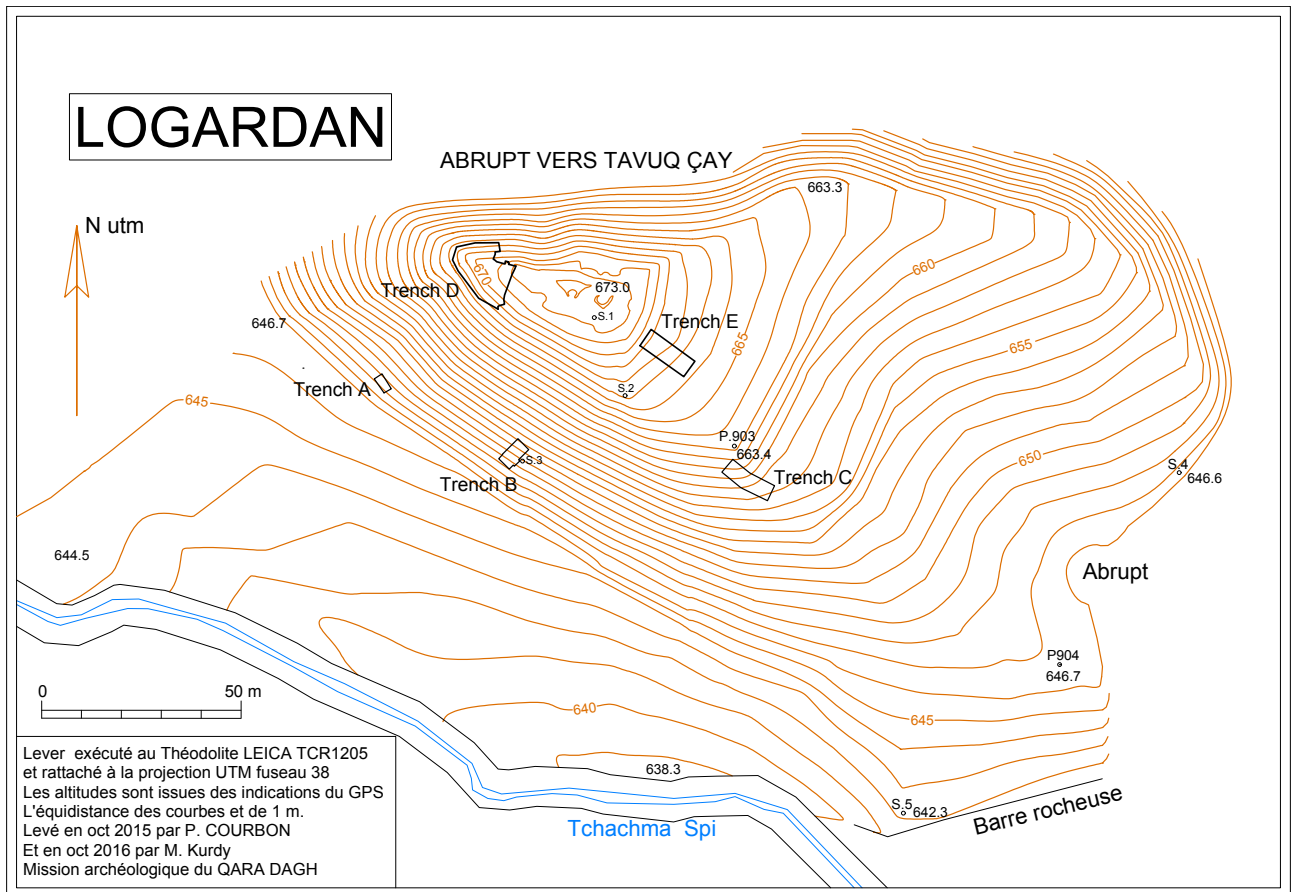 LOGARDAN
ABRUPT VERS TAVUQ ÇAY
663.3
N utm
660
670
Trench D
673.0
S.1
646.7
Trench E
665
655
Trench A
S.2
645
P.903
663.4
650
S.3
Trench B
Trench C
S.4
646.6
644.5
Abrupt
P904
646.7
0
50 m
640
645
638.3
Lever exécuté au Théodolite LEICA TCR1205
et rattaché à la projection UTM fuseau 38
Les altitudes sont issues des indications du GPS
L'équidistance des courbes et de 1 m.
Levé en oct 2015 par P. COURBON
Et en oct 2016 par M. Kurdy
Mission archéologique du QARA DAGH
S.5
642.3
Barre rocheuse
Tchachma Spi